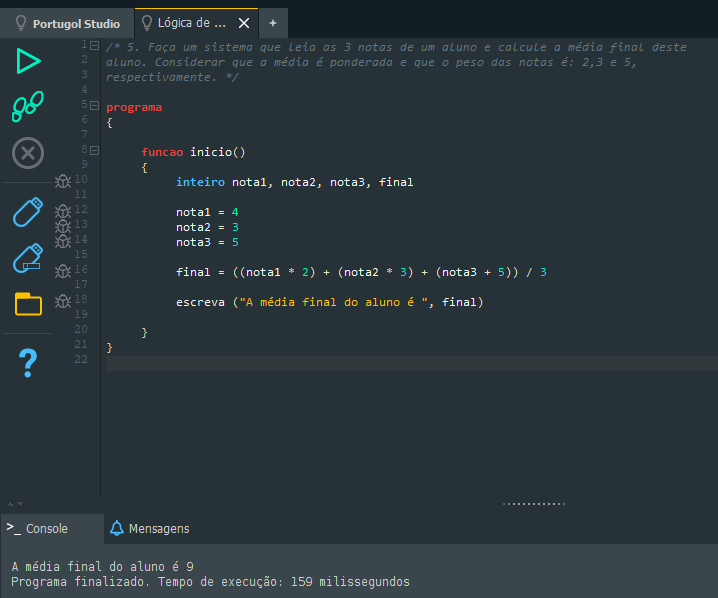 Portugol Studio
Lógica de ...
+
1 /* 5. Faça um sistema que leia as 3 notas de um aluno e calcule a média final deste
2 aluno. Considerar que a média é ponderada e que o peso das notas é: 2,3 e 5,
3 respectivamente. */
4
5 programa
6 {
7
8 funcao inicio()
9 {
10 inteiro nota1, nota2, nota3, final
11
12 nota1 = 4
13 nota2 = 3
14 nota3 = 5
15
16 final = ((nota1 * 2) + (nota2 * 3) + (nota3 + 5)) / 3
17
18 escreva ("A média final do aluno é ", final)
19
20 }
21 }
22
>_ Console
Mensagens
A média final do aluno é 9
Programa finalizado. Tempo de execução: 159 milissegundos